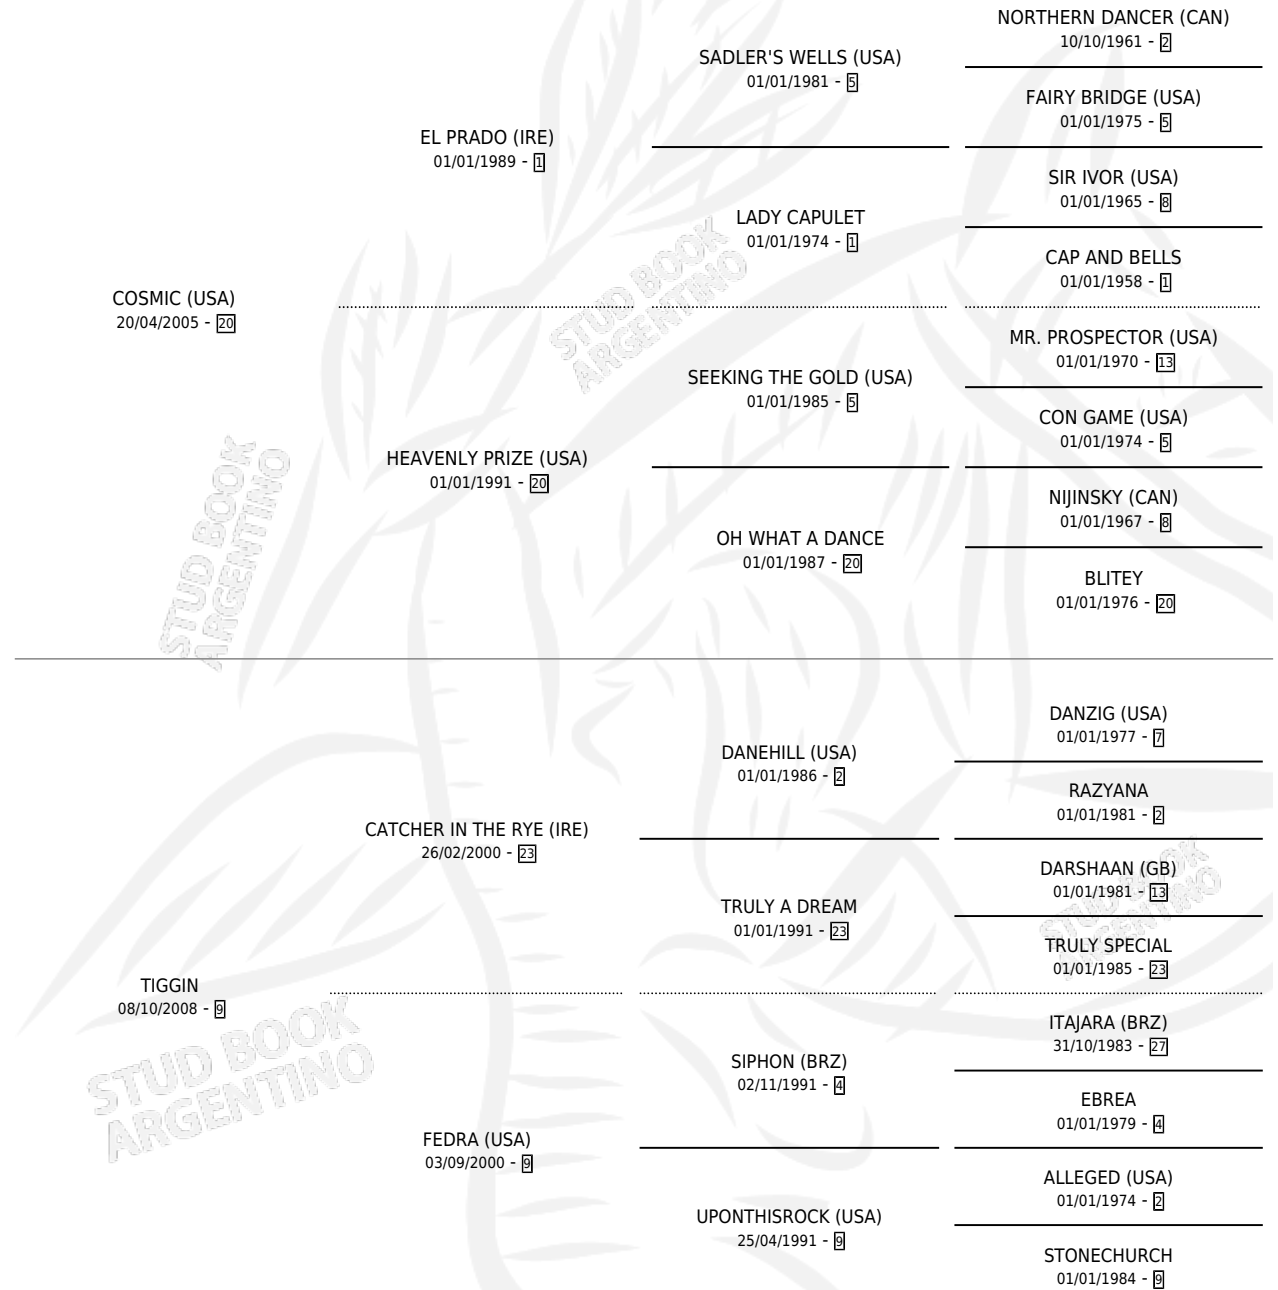 NORTHERN DANCER (CAN)
10/10/1961 - 2
SADLER'S WELLS (USA)
01/01/1981 - 5
FAIRY BRIDGE (USA)
01/01/1975 - 5
EL PRADO (IRE)
01/01/1989 - 1
SIR IVOR (USA)
01/01/1965 - 8
LADY CAPULET
01/01/1974 - 1
CAP AND BELLS
01/01/1958 - 1
COSMIC (USA)
20/04/2005 - 20
STUD BOOK
ARGENTINO
MR. PROSPECTOR (USA)
01/01/1970 - 13
SEEKING THE GOLD (USA)
01/01/1985 - 5
CON GAME (USA)
01/01/1974 - 5
HEAVENLY PRIZE (USA)
01/01/1991 - 20
NIJINSKY (CAN)
01/01/1967 - 8
OH WHAT A DANCE
01/01/1987 - 20
BLITEY
01/01/1976 - 20
STUD BOOK
ARGENTINO
DANZIG (USA)
01/01/1977 - 7
DANEHILL (USA)
01/01/1986 - 2
RAZYANA
01/01/1981 - 2
CATCHER IN THE RYE (IRE)
26/02/2000 - 23
DARSHAAN (GB)
01/01/1981 - 13
TRULY A DREAM
01/01/1991 - 23
STUD BOOK
ARGENTINO
TRULY SPECIAL
01/01/1985 - 23
TIGGIN
08/10/2008 - 9
STUD BOOK
ARGENTINO
ITAJARA (BRZ)
31/10/1983 - 27
SIPHON (BRZ)
02/11/1991 - 4
EBREA
01/01/1979 - 4
FEDRA (USA)
03/09/2000 - 9
ALLEGED (USA)
01/01/1974 - 2
UPONTHISROCK (USA)
25/04/1991 - 9
STONECHURCH
01/01/1984 - 9